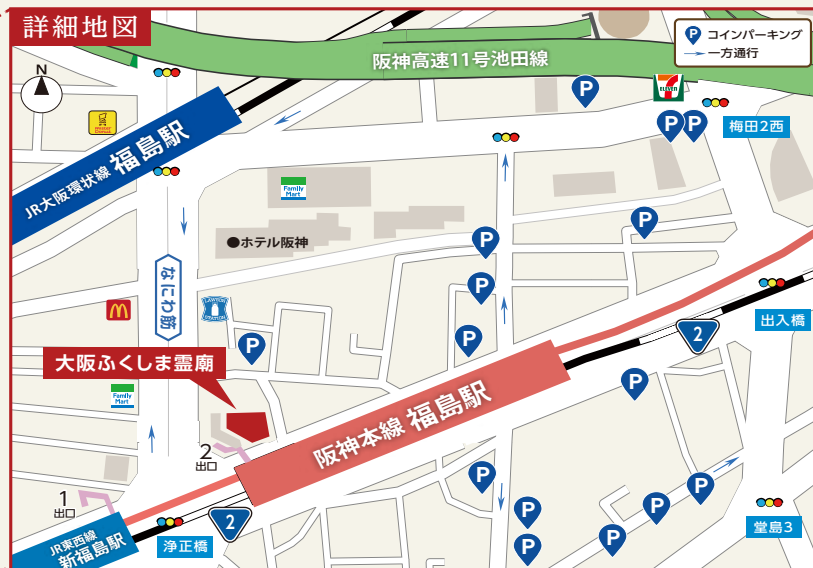 詳細地図
N
阪神高速11号池田線
P コインパーキング
一方通行
P
7
ELEVEN
P P
梅田2西
JR大阪環状線 福島駅
Family
Mart
P
P
●ホテル阪神
なにわ筋
P
出入橋
2
LAWSON
STATION
P
P
大阪ふくしま霊廟
Family
Mart
P
阪神本線 福島駅
2
出口
P
P
1
出口
P
P
堂島3
2
浄正橋
P
P
JR東西線
新福島駅